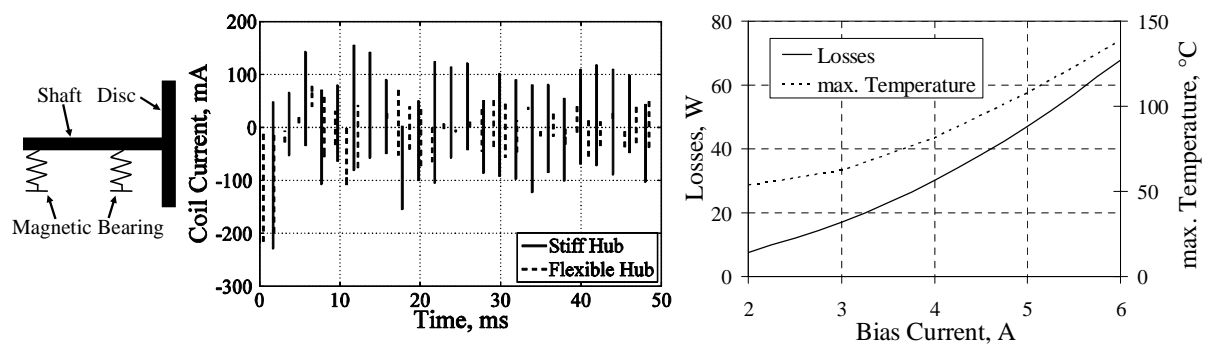 Shaft Disc
Magnetic Bearing
Coil Current, mA
200
100
0
-100
-200
-300
Stiff Hub
Flexible Hub
0 10 20 30 40 50
Time, ms
Losses, W
80
60
40
20
0
Losses
max. Temperature
2 3 4 5 6
Bias Current, A
150
100
50
0
max. Temperature, °C